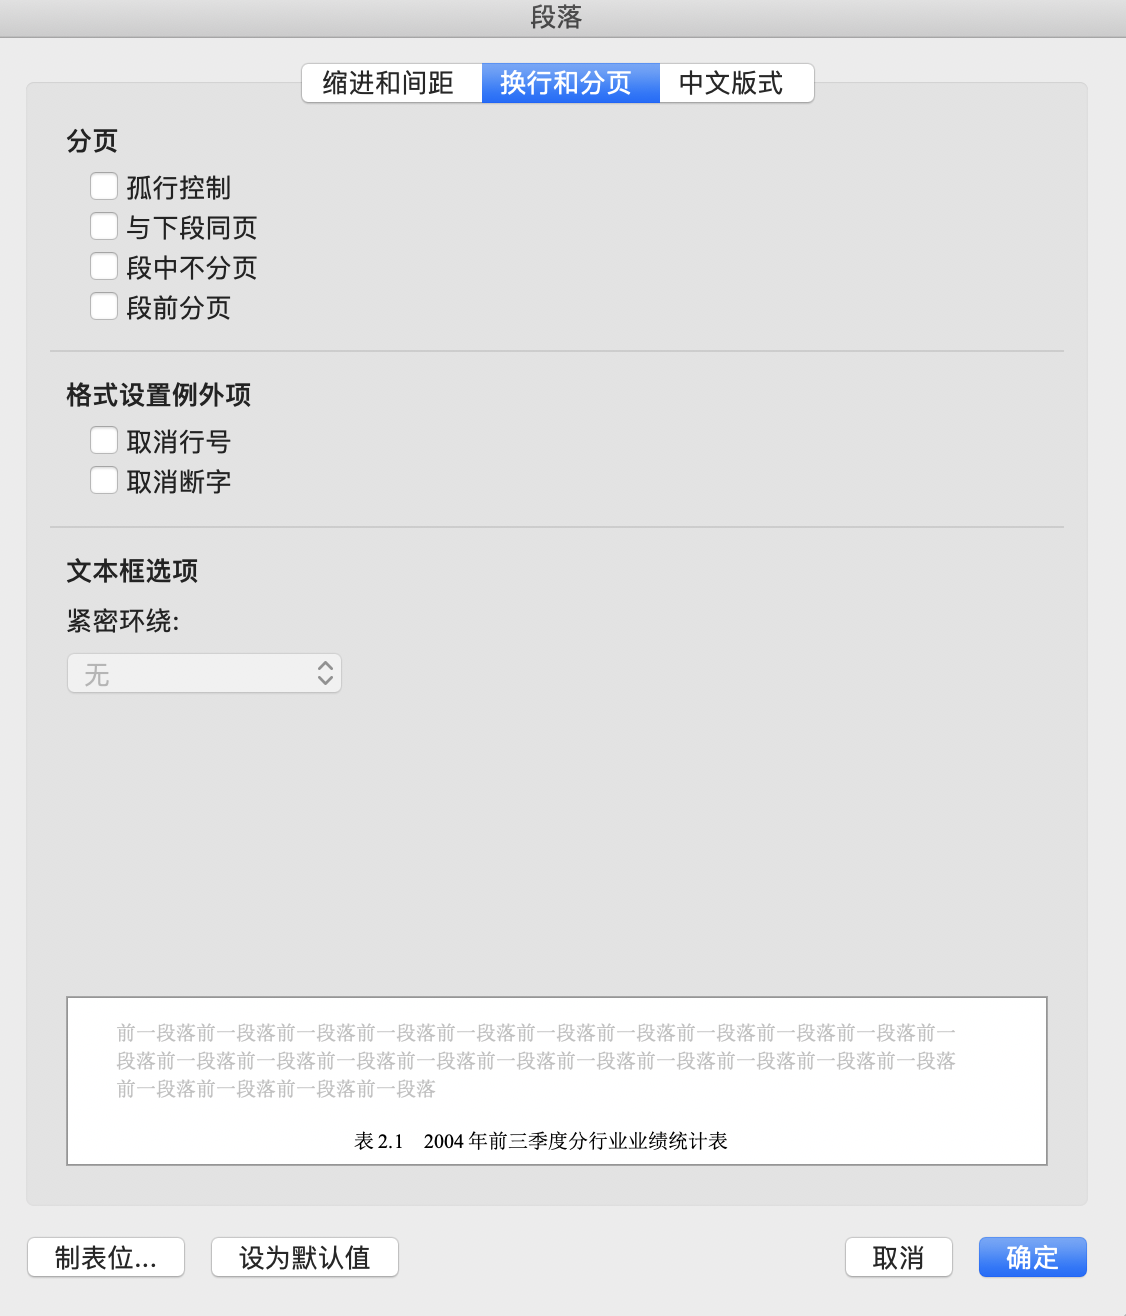 段落
缩进和间距 换行和分页 中文版式
分页
孤行控制
与下段同页
段中不分页
段前分页
格式设置例外项
取消行号
取消断字
文本框选项
紧密环绕:
无
前一段落前一段落前一段落前一段落前一段落前一段落前一段落前一段落前一段落前一段落前一
段落前一段落前一段落前一段落前一段落前一段落前一段落前一段落前一段落前一段落前一段落
前一段落前一段落前一段落前一段落
表 2.1 2004 年前三季度分行业业绩统计表
制表位... 设为默认值 取消 确定